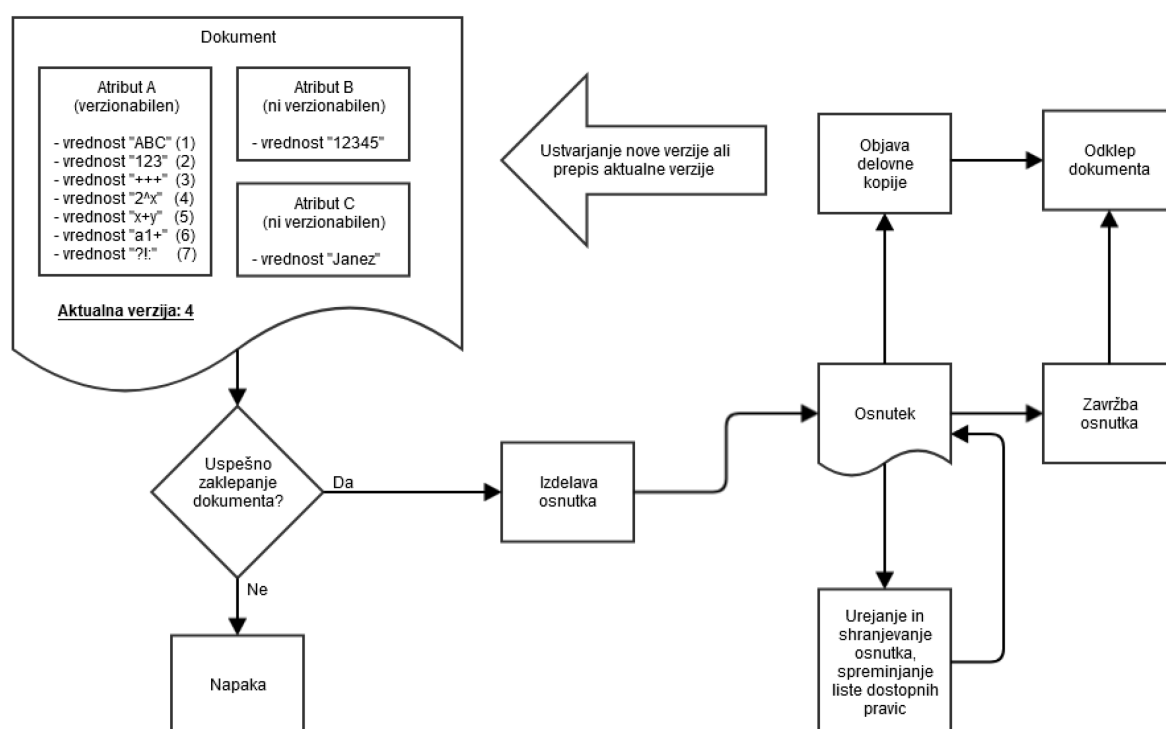 Dokument
Atribut A
(verzionabilen)
- vrednost "ABC" (1)
- vrednost "123" (2)
- vrednost "+++" (3)
- vrednost "2^x" (4)
- vrednost "x+y" (5)
- vrednost "a1+" (6)
- vrednost "?!:" (7)
Atribut B
(ni verzionabilen)
- vrednost "12345"
Atribut C
(ni verzionabilen)
- vrednost "Janez"
Aktualna verzija: 4
Ustvarjanje nove verzije ali
prepis aktualne verzije
Objava
delovne
kopije
Odklep
dokumenta
Uspešno
zaklepanje
dokumenta?
Da
Ne
Napaka
Izdelava
osnutka
Osnutek
Zavržba
osnutka
Urejanje in
shranjevanje
osnutka,
spreminjanje
liste dostopnih
pravic